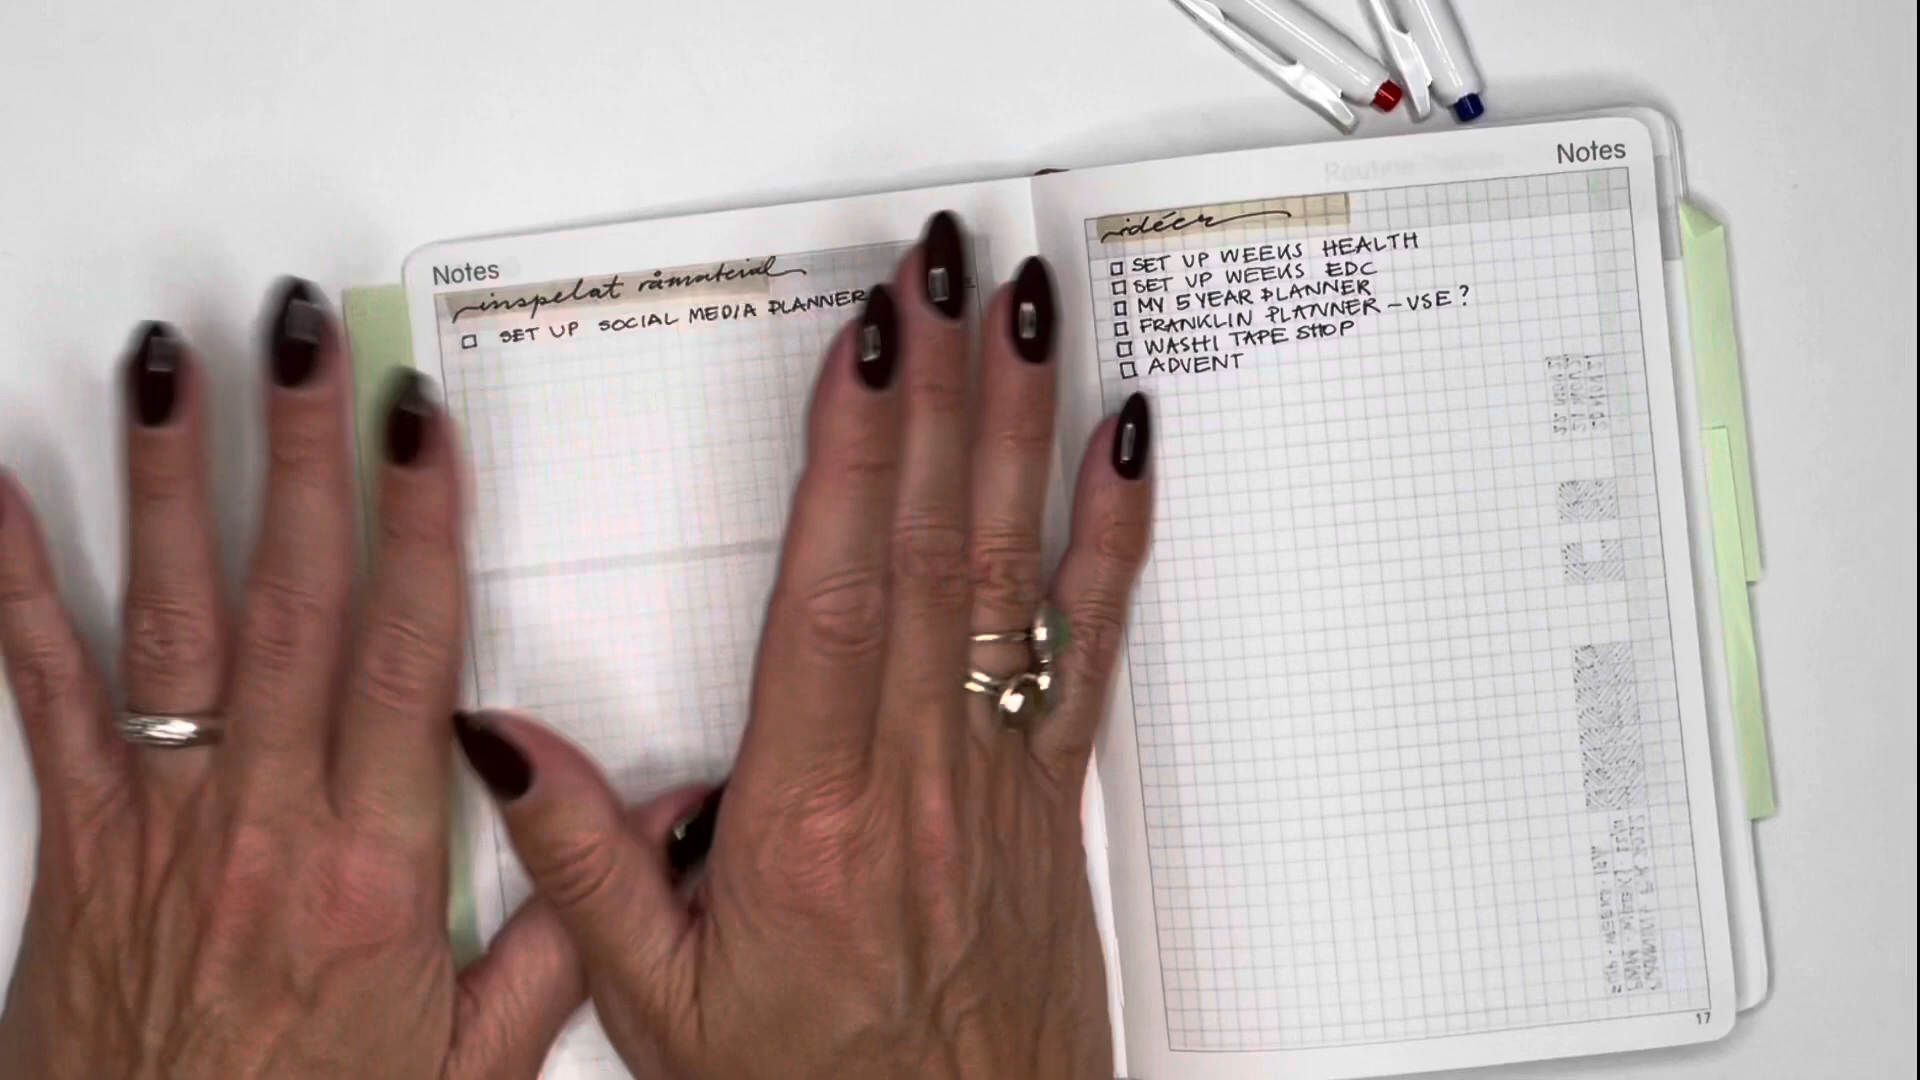 Notes
inspelat råmaterial
SET UP SOCIAL MEDIA PLANNER
Notes
idéer
SET UP WEEKS HEALTH
SET UP WEEKS EDC
MY 5 YEAR PLANNER
FRANKLIN PLANNER - USE?
WASHI TAPE SHOP
ADVENT
17